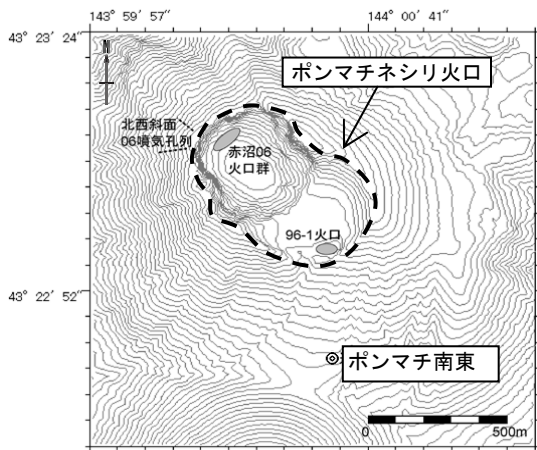 143 59′ 57″
144 00′ 41″
43 23′ 24″
N
ポンマチネシリ火口
北西斜面
06噴気孔列
赤沼06
火口群
96-1火口
43 22′ 52″
ポンマチ南東
0
500m